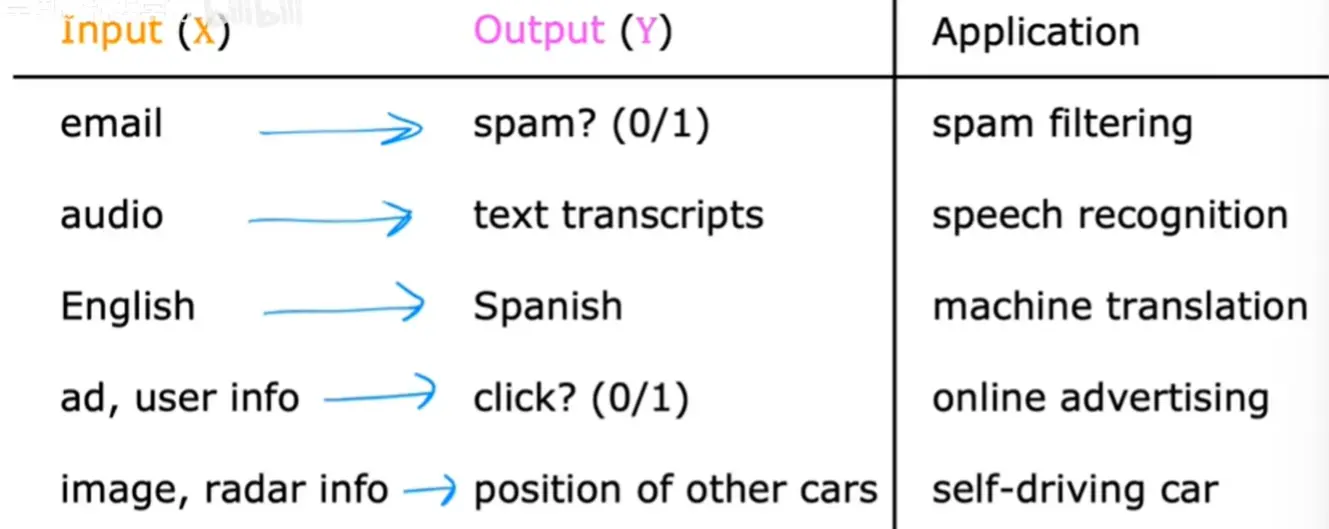 Input (X) Output (Y) Application
email spam? (0/1) spam filtering
audio text transcripts speech recognition
English Spanish machine translation
ad, user info click? (0/1) online advertising
image, radar info position of other cars self-driving car